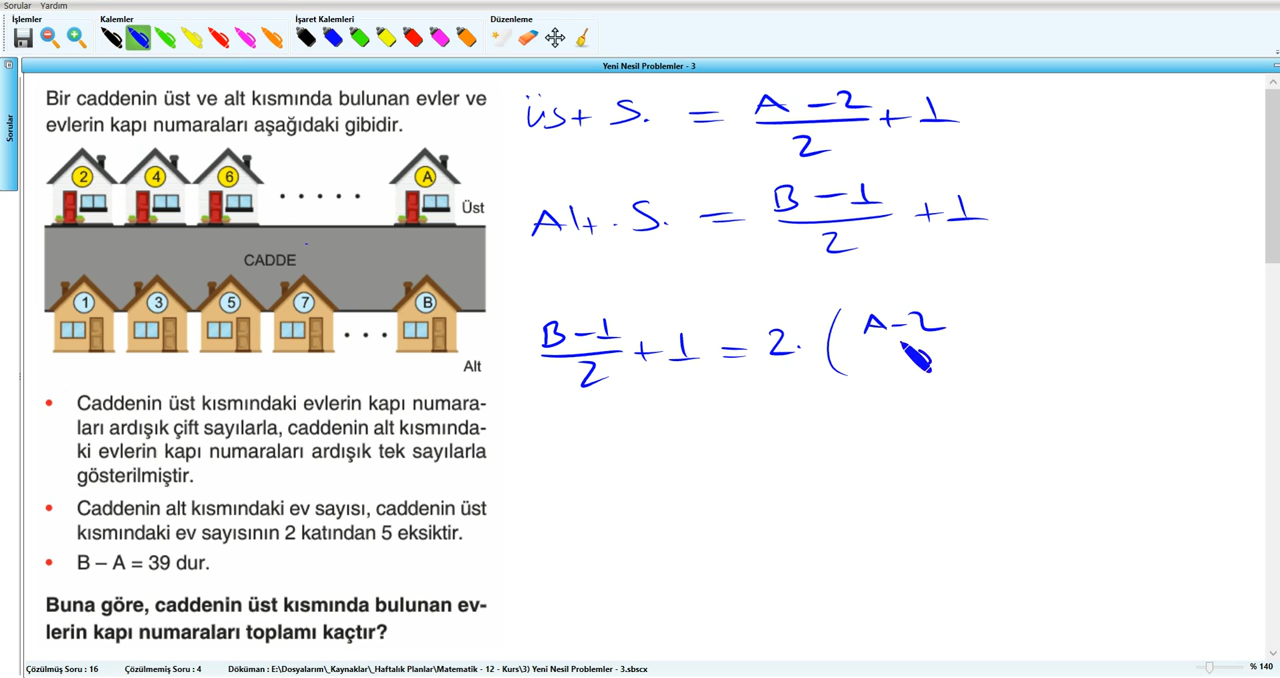 Sorular Yardım
İşlemler Kalemler İşaret Kalemleri Düzenleme
Yeni Nesil Problemler - 3
Sorular
Bir caddenin üst ve alt kısmında bulunan evler ve
evlerin kapı numaraları aşağıdaki gibidir.
2 4 6 . . . . . A
Üst
CADDE
1 3 5 7 . . . B
Alt
• Caddenin üst kısmındaki evlerin kapı numara-
ları ardışık çift sayılarla, caddenin alt kısmında-
ki evlerin kapı numaraları ardışık tek sayılarla
gösterilmiştir.
• Caddenin alt kısmındaki ev sayısı, caddenin üst
kısmındaki ev sayısının 2 katından 5 eksiktir.
• B – A = 39 dur.
Buna göre, caddenin üst kısmında bulunan ev-
lerin kapı numaraları toplamı kaçtır?
üst S. = A-2/2 + 1
Alt. S. = B-1/2 + 1
B-1/2 + 1 = 2. ( A-2
Çözülmüş Soru : 16 Çözülmemiş Soru : 4 Döküman : E:\Dosyalarım\_Kaynaklar\_Haftalık Planlar\Matematik - 12 - Kurs\3) Yeni Nesil Problemler - 3.sbscx % 140